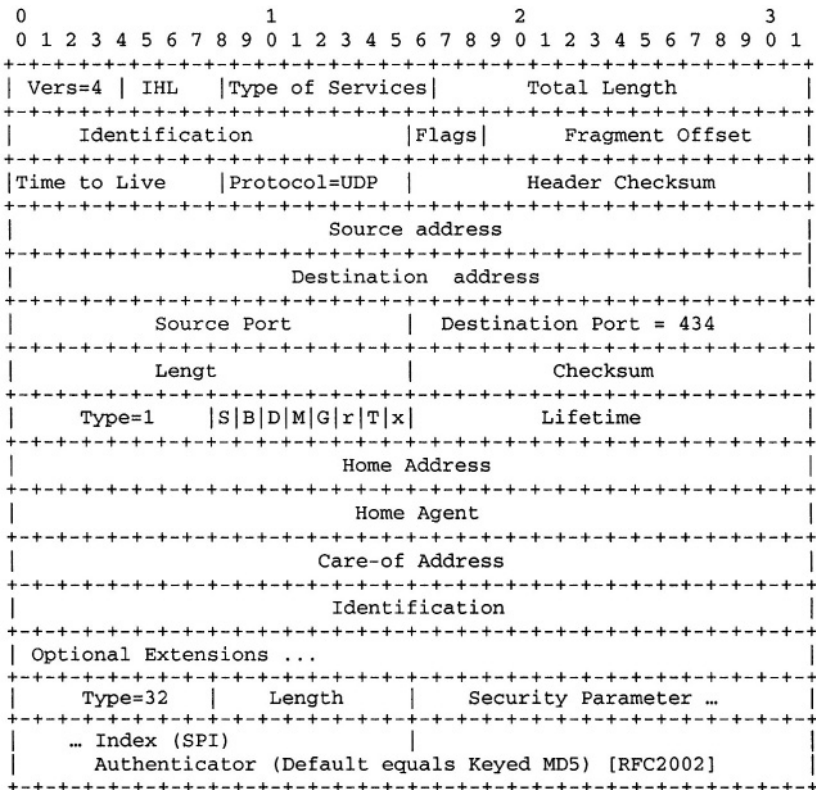 0                   1                   2                   3
0 1 2 3 4 5 6 7 8 9 0 1 2 3 4 5 6 7 8 9 0 1 2 3 4 5 6 7 8 9 0 1
+-+-+-+-+-+-+-+-+-+-+-+-+-+-+-+-+-+-+-+-+-+-+-+-+-+-+-+-+-+-+-+-+
| Vers=4 | IHL |Type of Services| Total Length |
+-+-+-+-+-+-+-+-+-+-+-+-+-+-+-+-+-+-+-+-+-+-+-+-+-+-+-+-+-+-+-+-+
| Identification |Flags| Fragment Offset |
+-+-+-+-+-+-+-+-+-+-+-+-+-+-+-+-+-+-+-+-+-+-+-+-+-+-+-+-+-+-+-+-+
|Time to Live |Protocol=UDP | Header Checksum |
+-+-+-+-+-+-+-+-+-+-+-+-+-+-+-+-+-+-+-+-+-+-+-+-+-+-+-+-+-+-+-+-+
| Source address |
+-+-+-+-+-+-+-+-+-+-+-+-+-+-+-+-+-+-+-+-+-+-+-+-+-+-+-+-+-+-+-+-|
| Destination address |
+-+-+-+-+-+-+-+-+-+-+-+-+-+-+-+-+-+-+-+-+-+-+-+-+-+-+-+-+-+-+-+-+
| Source Port | Destination Port = 434 |
+-+-+-+-+-+-+-+-+-+-+-+-+-+-+-+-+-+-+-+-+-+-+-+-+-+-+-+-+-+-+-+-+
| Lengt | Checksum |
+-+-+-+-+-+-+-+-+-+-+-+-+-+-+-+-+-+-+-+-+-+-+-+-+-+-+-+-+-+-+-+-+
| Type=1 |S|B|D|M|G|r|T|x| Lifetime |
+-+-+-+-+-+-+-+-+-+-+-+-+-+-+-+-+-+-+-+-+-+-+-+-+-+-+-+-+-+-+-+-+
| Home Address |
+-+-+-+-+-+-+-+-+-+-+-+-+-+-+-+-+-+-+-+-+-+-+-+-+-+-+-+-+-+-+-+-+
| Home Agent |
+-+-+-+-+-+-+-+-+-+-+-+-+-+-+-+-+-+-+-+-+-+-+-+-+-+-+-+-+-+-+-+-+
| Care-of Address |
+-+-+-+-+-+-+-+-+-+-+-+-+-+-+-+-+-+-+-+-+-+-+-+-+-+-+-+-+-+-+-+-+
| Identification |
+-+-+-+-+-+-+-+-+-+-+-+-+-+-+-+-+-+-+-+-+-+-+-+-+-+-+-+-+-+-+-+-+
| Optional Extensions ... |
+-+-+-+-+-+-+-+-+-+-+-+-+-+-+-+-+-+-+-+-+-+-+-+-+-+-+-+-+-+-+-+-+
| Type=32 | Length | Security Parameter … |
+-+-+-+-+-+-+-+-+-+-+-+-+-+-+-+-+-+-+-+-+-+-+-+-+-+-+-+-+-+-+-+-+
| … Index (SPI) | |
| Authenticator (Default equals Keyed MD5) [RFC2002] |
+-+-+-+-+-+-+-+-+-+-+-+-+-+-+-+-+-+-+-+-+-+-+-+-+-+-+-+-+-+-+-+-+